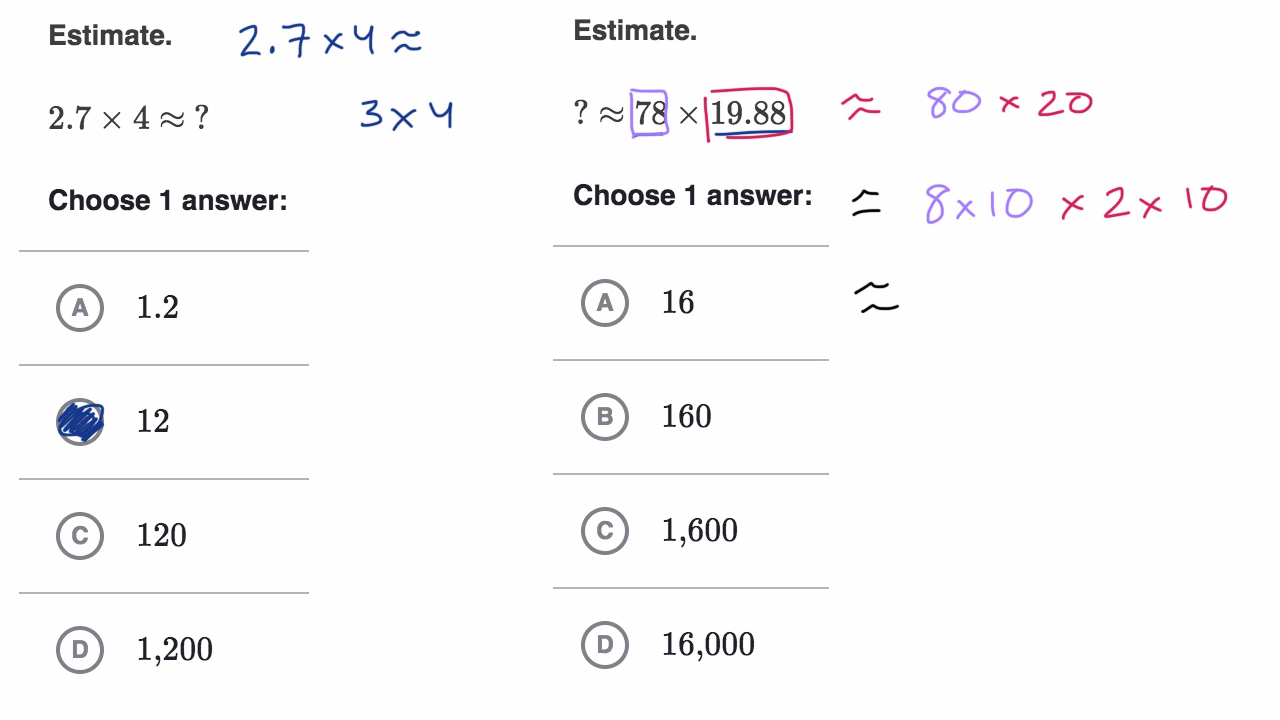 Estimate.
2.7 × 4 ≈
2.7 × 4 ≈ ?
3 × 4
Choose 1 answer:
A 1.2
12
C 120
D 1,200
Estimate.
? ≈ 78 × 19.88 ≈ 80 × 20
Choose 1 answer:
≈ 8 × 10 × 2 × 10
≈
A 16
B 160
C 1,600
D 16,000